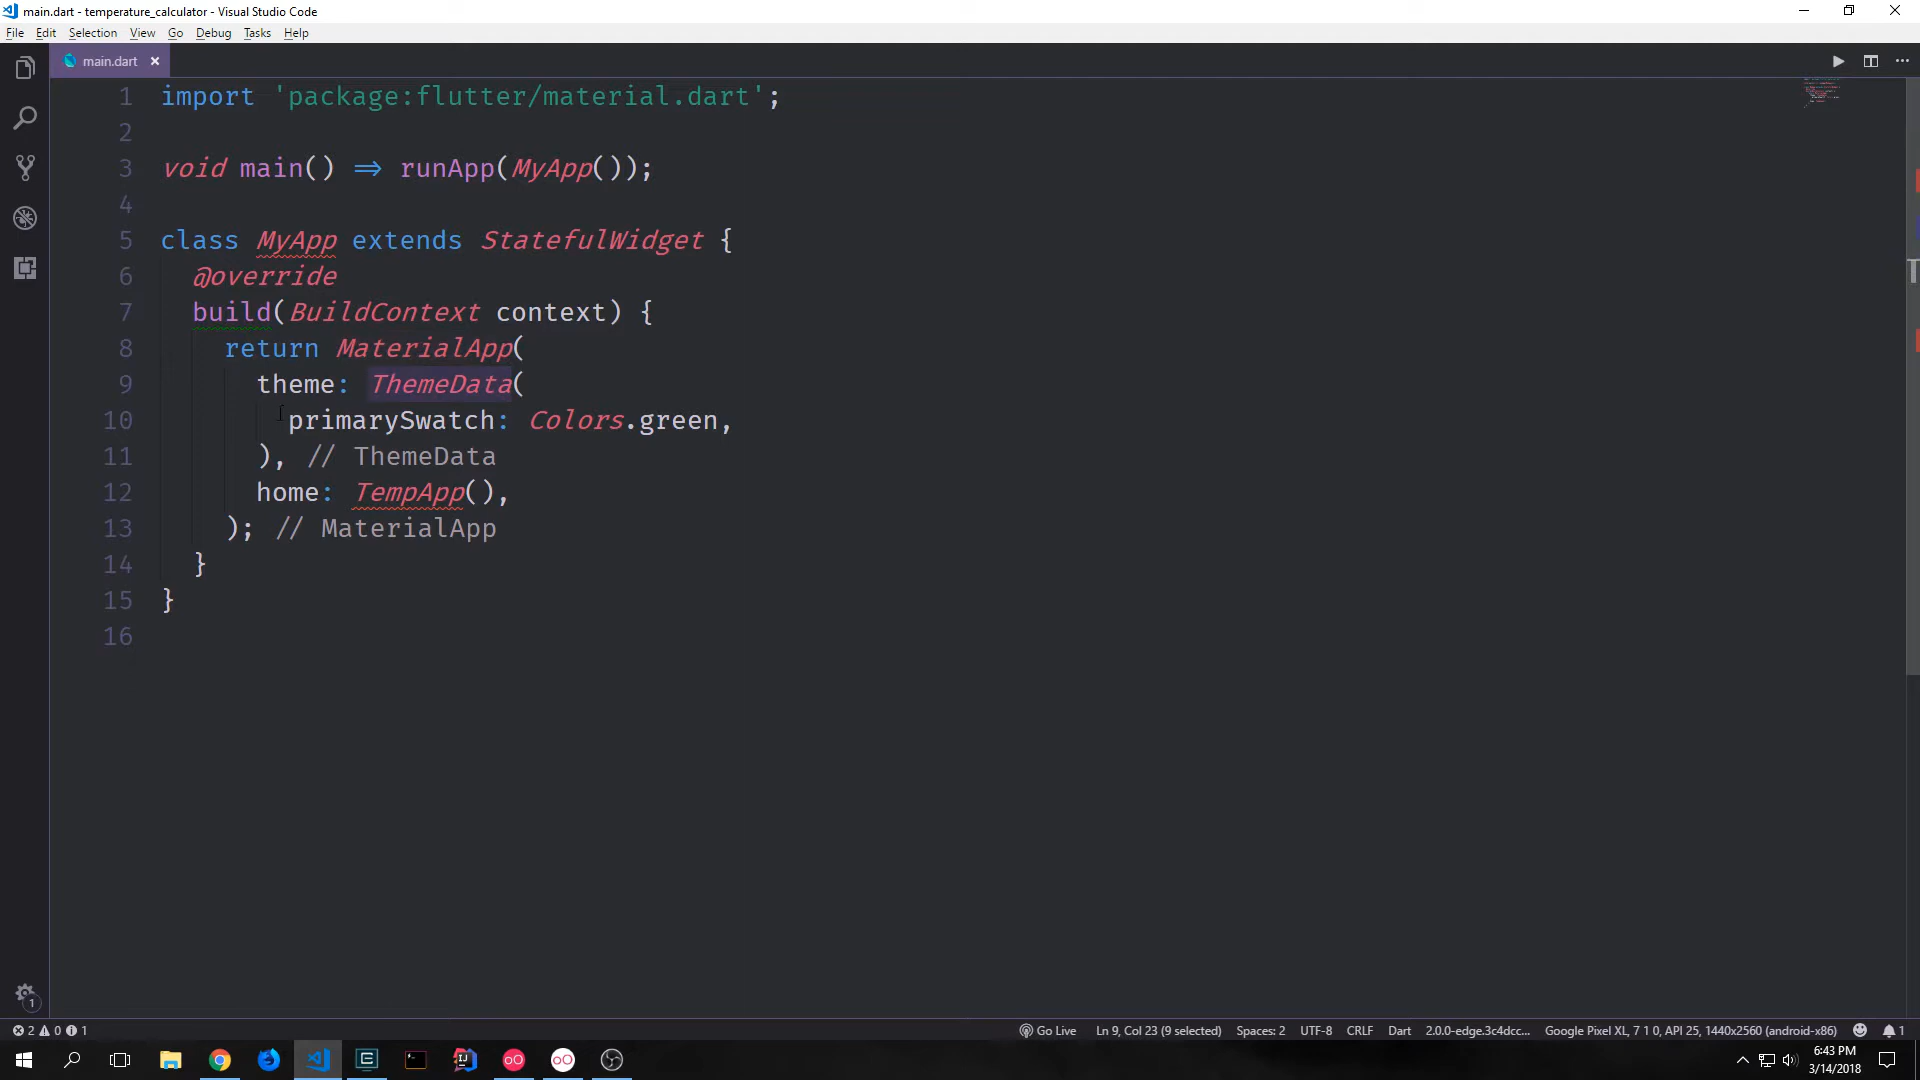 main.dart - temperature_calculator - Visual Studio Code
File Edit Selection View Go Debug Tasks Help
main.dart
1 import 'package:flutter/material.dart';
2
3 void main() => runApp(MyApp());
4
5 class MyApp extends StatefulWidget {
6 @override
7 build(BuildContext context) {
8 return MaterialApp(
9 theme: ThemeData(
10 primarySwatch: Colors.green,
11 ), // ThemeData
12 home: TempApp(),
13 ); // MaterialApp
14 }
15 }
16
1
2 0 1 Go Live Ln 9, Col 23 (9 selected) Spaces: 2 UTF-8 CRLF Dart 2.0.0-edge.3c4dcc... Google Pixel XL, 7 1 0, API 25, 1440x2560 (android-x86) 1
6:43 PM
3/14/2018